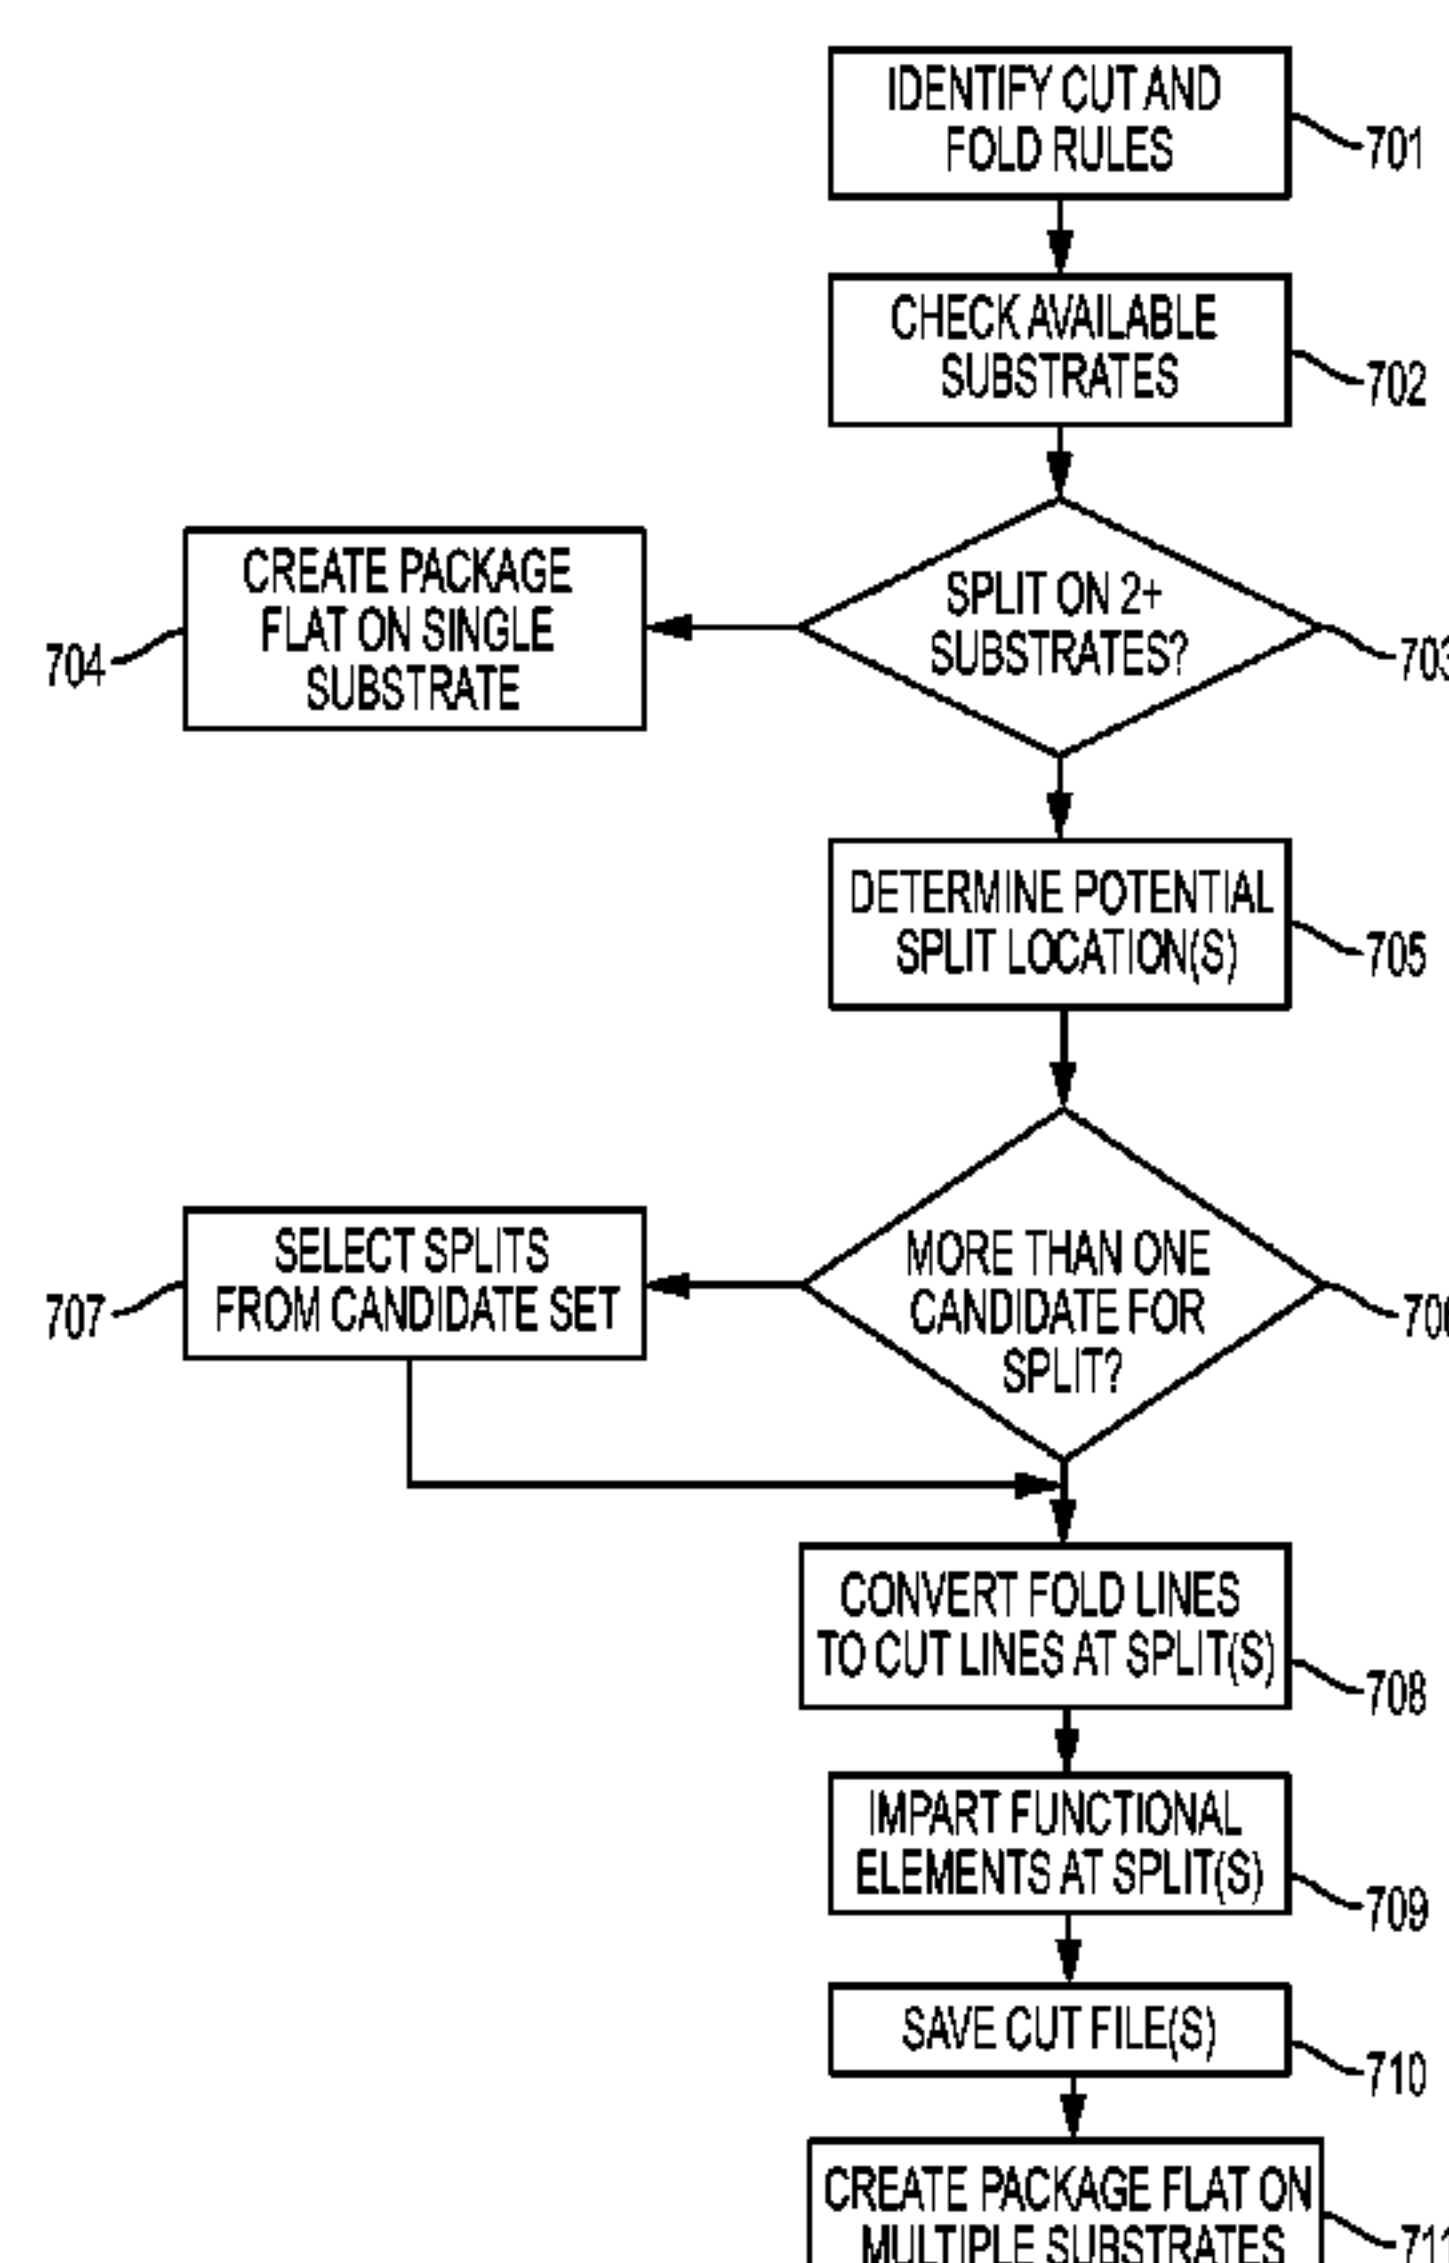 IDENTIFY CUT AND
FOLD RULES
701
CHECK AVAILABLE
SUBSTRATES
702
SPLIT ON 2+
SUBSTRATES?
CREATE PACKAGE
FLAT ON SINGLE
SUBSTRATE
704
DETERMINE POTENTIAL
SPLIT LOCATION(S)
705
MORE THAN ONE
CANDIDATE FOR
SPLIT?
SELECT SPLITS
FROM CANDIDATE SET
707
CONVERT FOLD LINES
TO CUT LINES AT SPLIT(S)
708
IMPART FUNCTIONAL
ELEMENTS AT SPLIT(S)
709
SAVE CUT FILE(S)
710
CREATE PACKAGE FLAT ON
MULTIPLE SUBSTRATES